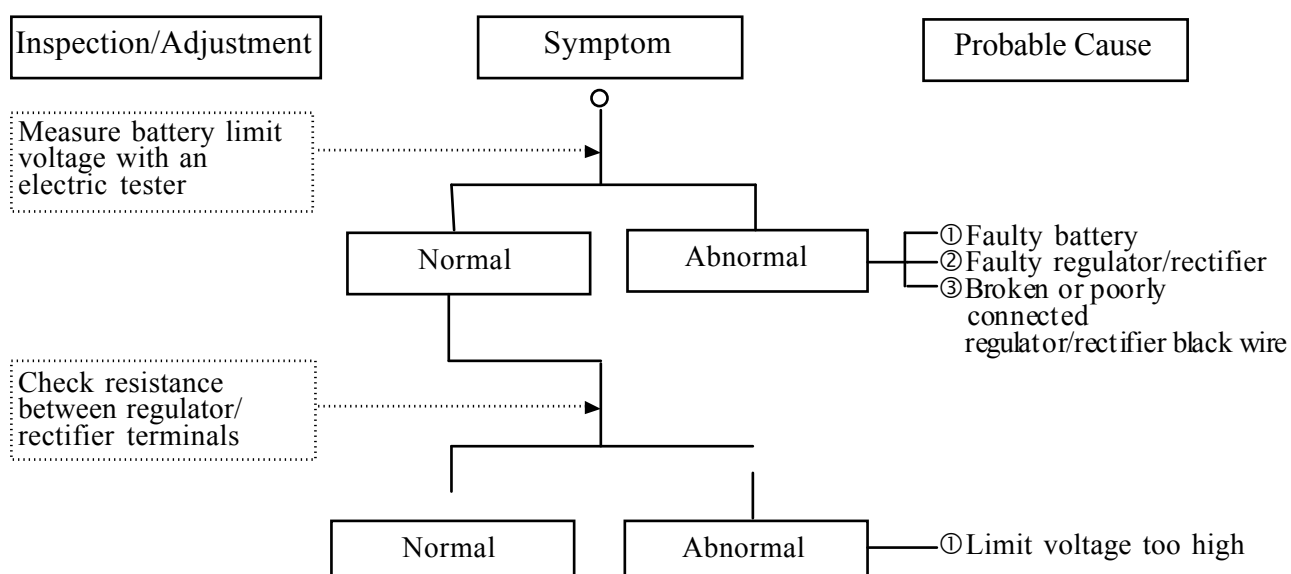 Inspection/Adjustment
Symptom
Probable Cause
Measure battery limit
voltage with an
electric tester
Normal
Abnormal
①Faulty battery
②Faulty regulator/rectifier
③Broken or poorly
connected
regulator/rectifier black wire
Check resistance
between regulator/
rectifier terminals
Normal
Abnormal
①Limit voltage too high